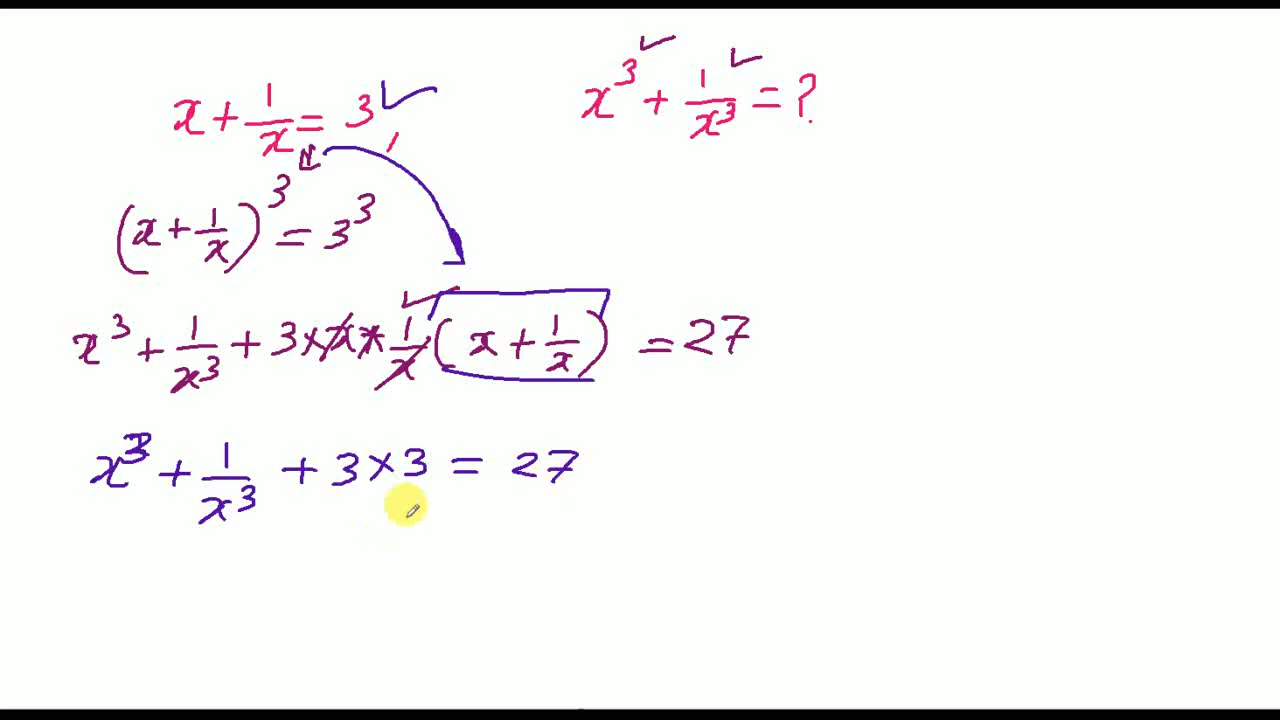 x + 1/x = 3,
x³ + 1/x³ = ?
(x + 1/x)³ = 3³
x³ + 1/x³ + 3 × x × 1/x (x + 1/x) = 27
x³ + 1/x³ + 3 × 3 = 27